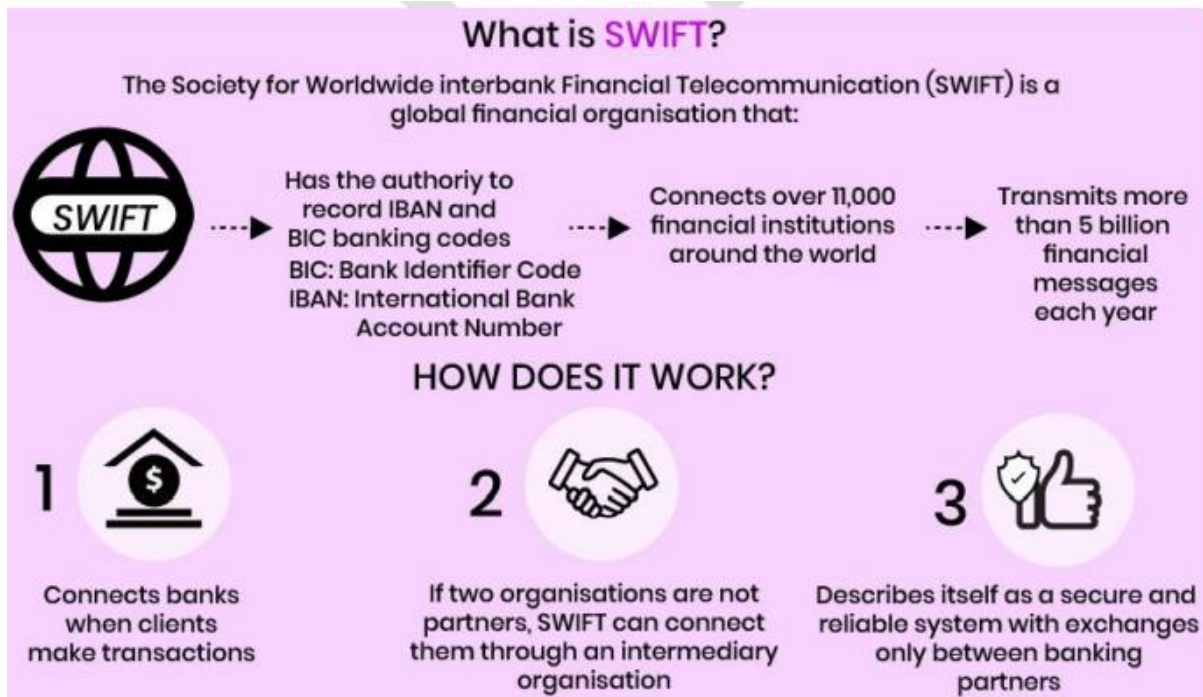 What is SWIFT?
The Society for Worldwide interbank Financial Telecommunication (SWIFT) is a
global financial organisation that:
SWIFT
Has the authoriy to
record IBAN and
BIC banking codes
BIC: Bank Identifier Code
IBAN: International Bank
Account Number
Connects over 11,000
financial institutions
around the world
Transmits more
than 5 billion
financial
messages
each year
HOW DOES IT WORK?
1
$
Connects banks
when clients
make transactions
2
If two organisations are not
partners, SWIFT can connect
them through an intermediary
organisation
3
Describes itself as a secure and
reliable system with exchanges
only between banking
partners